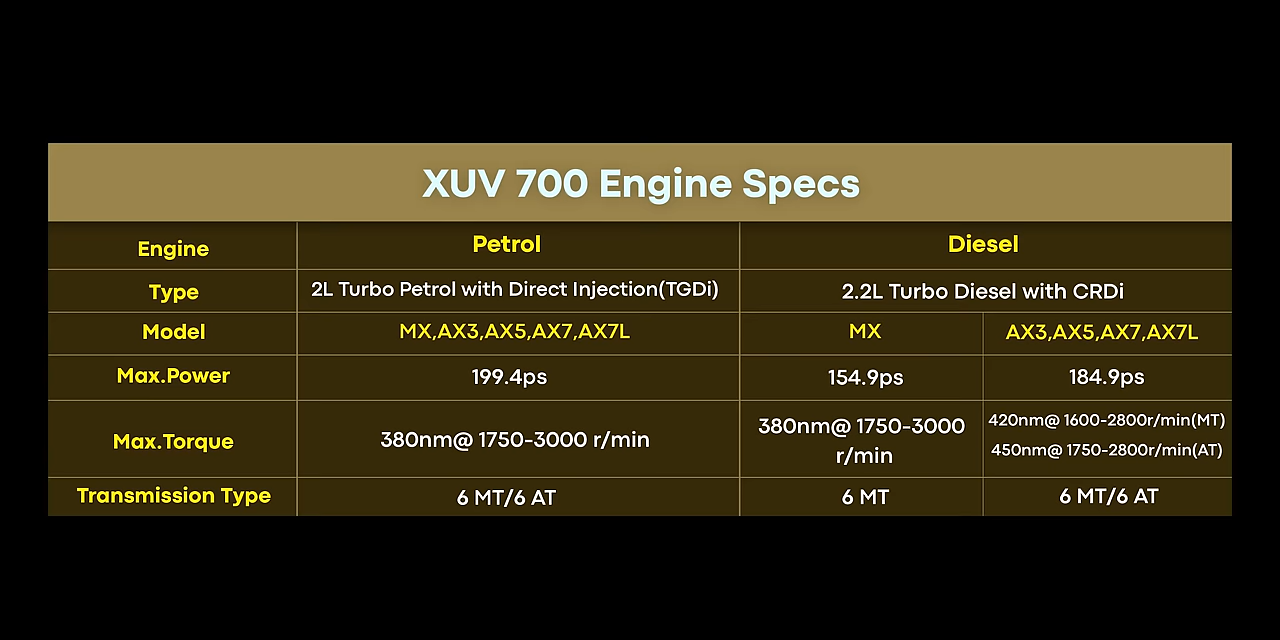 XUV 700 Engine Specs
Engine Petrol Diesel
Type 2L Turbo Petrol with Direct Injection(TGDi) 2.2L Turbo Diesel with CRDi
Model MX,AX3,AX5,AX7,AX7L MX AX3,AX5,AX7,AX7L
Max.Power 199.4ps 154.9ps 184.9ps
Max.Torque 380nm@ 1750-3000 r/min 380nm@ 1750-3000 r/min 420nm@ 1600-2800r/min(MT)
450nm@ 1750-2800r/min(AT)
Transmission Type 6 MT/6 AT 6 MT 6 MT/6 AT